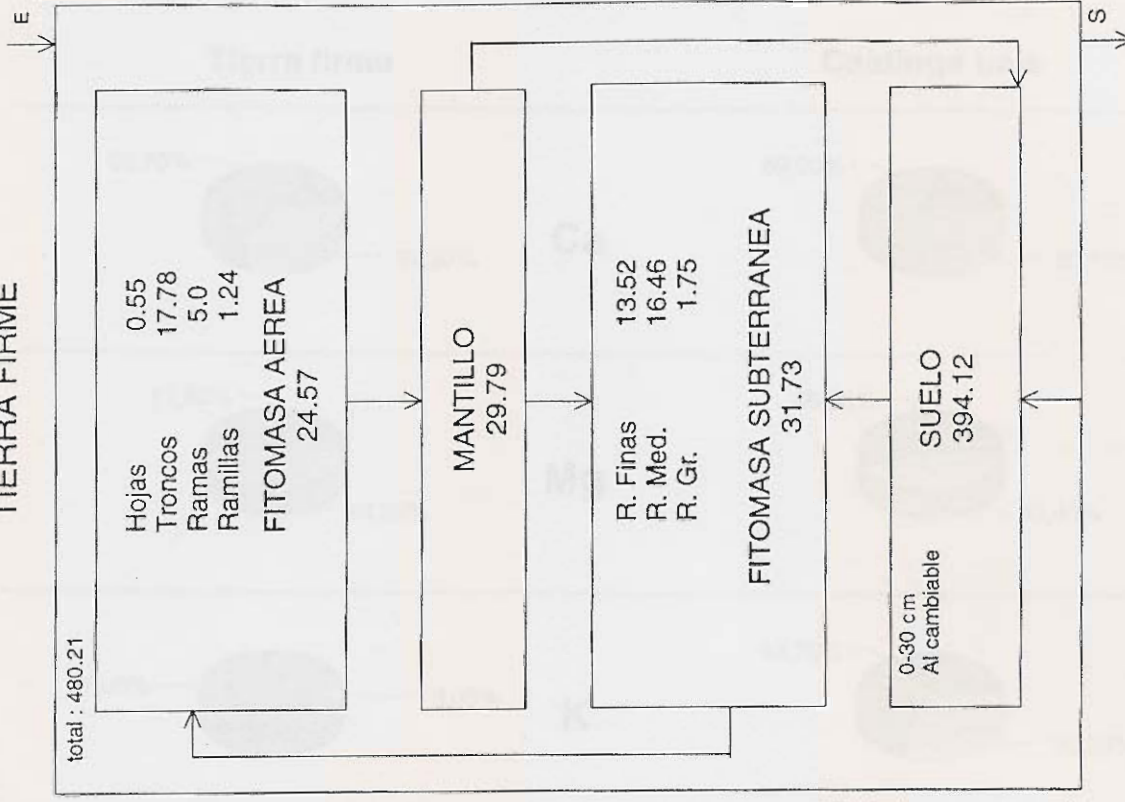 TIERRA FIRME
E
total : 480.21
Hojas 0.55
Troncos 17.78
Ramas 5.0
Ramillas 1.24
FITOMASA AEREA
24.57
MANTILLO
29.79
R. Finas 13.52
R. Med. 16.46
R. Gr. 1.75
FITOMASA SUBTERRANEA
31.73
SUELO
394.12
0-30 cm
Al cambiable
S
Tierra firme
Ca
Mg
K